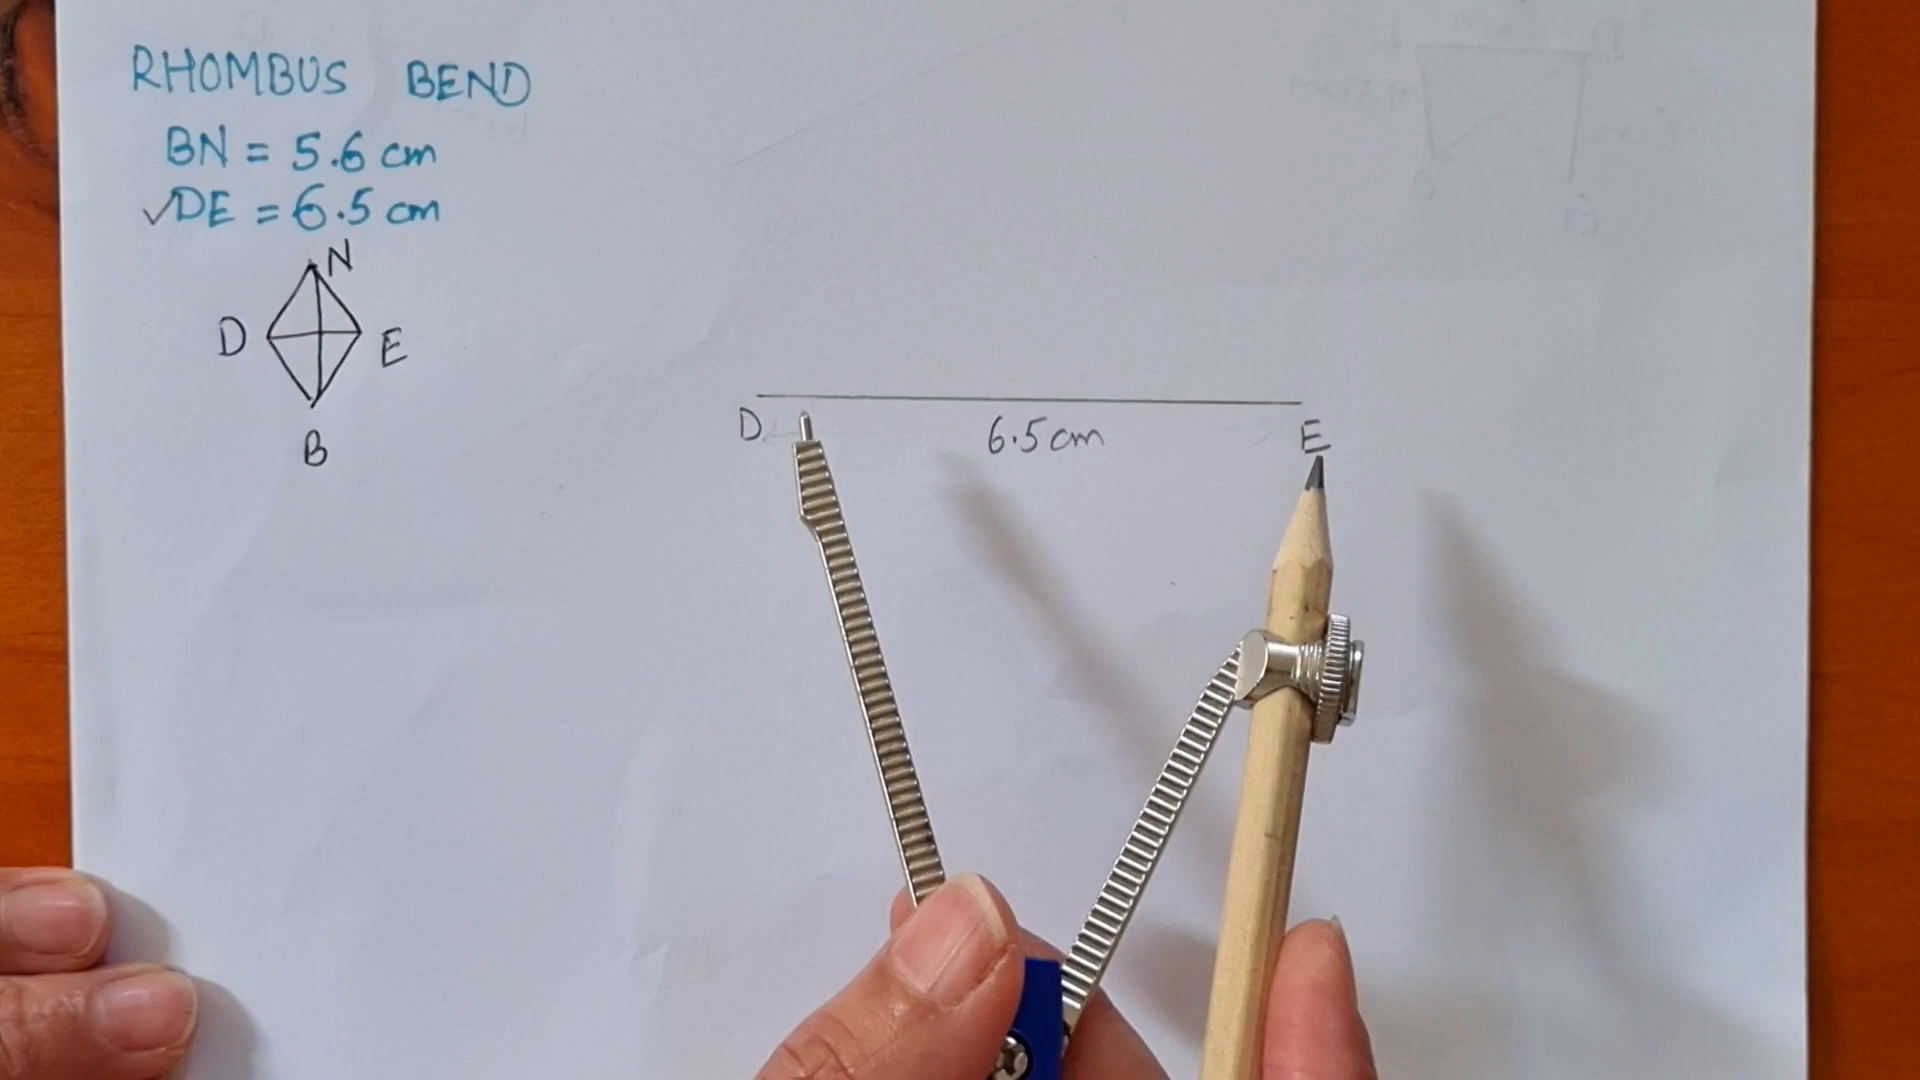 RHOMBUS BEND
BN = 5.6 cm
✓DE = 6.5 cm
N
D E
B
D 6.5 cm E